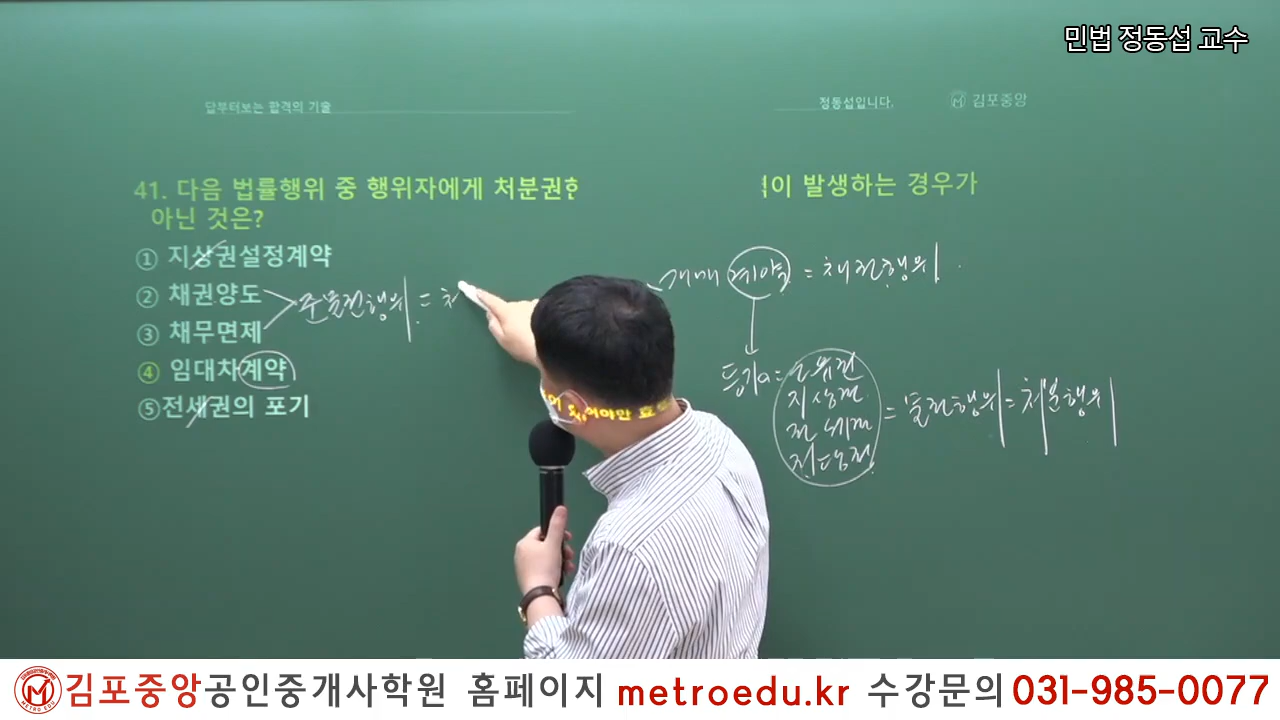 민법 정동섭 교수
답부터보는 합격의 기술
정동섭입니다.
김포중앙
41. 다음 법률행위 중 행위자에게 처분권한
이 발생하는 경우가
아닌 것은?
① 지상권설정계약
② 채권양도
③ 채무면제
④ 임대차계약
⑤전세권의 포기
준물권행위 = 처
매매 계약 = 채권행위
등기 = 소유권
지상권
전세권
저당권
= 물권행위 = 처분행위
어야만 효
METRO EDU
김포중앙공인중개사학원 홈페이지 metroedu.kr 수강문의 031-985-0077